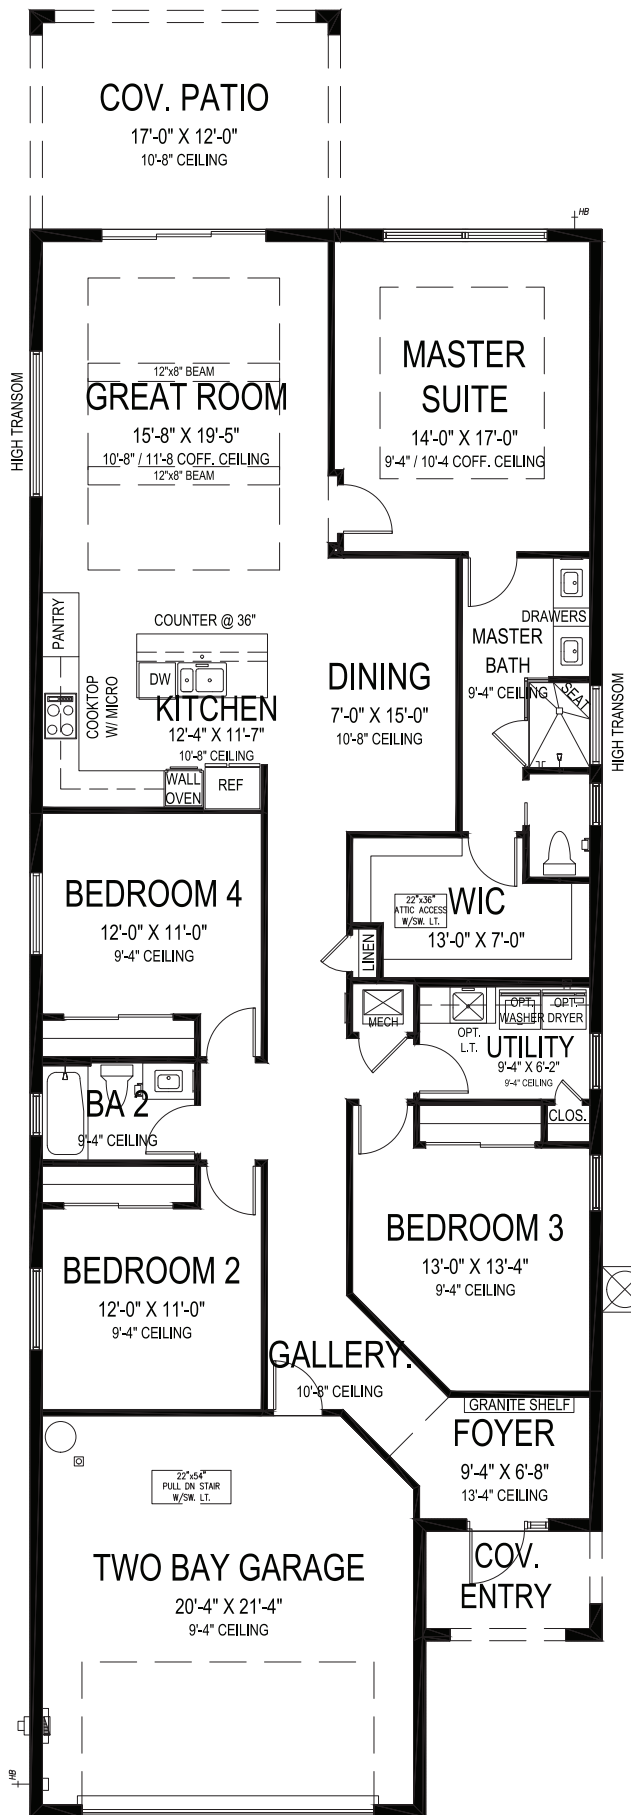 COV. PATIO
17'-0" X 12'-0"
10'-8" CEILING
HB
HIGH TRANSOM
12"x8" BEAM
GREAT ROOM
15'-8" X 19'-5"
10'-8" / 11'-8 COFF. CEILING
12"x8" BEAM
MASTER
SUITE
14'-0" X 17'-0"
9'-4" / 10'-4 COFF. CEILING
PANTRY
COUNTER @ 36"
DW
COOKTOP
W/ MICRO
KITCHEN
12'-4" X 11'-7"
10'-8" CEILING
WALL
OVEN
REF
DINING
7'-0" X 15'-0"
10'-8" CEILING
DRAWERS
MASTER
BATH
9'-4" CEILING
SEAT
HIGH TRANSOM
BEDROOM 4
12'-0" X 11'-0"
9'-4" CEILING
22"x36"
ATTIC ACCESS
W/SW. LT.
WIC
13'-0" X 7'-0"
LINEN
MECH
OPT.
L.T.
OPT.
WASHER
OPT.
DRYER
UTILITY
9'-4" X 6'-2"
9'-4" CEILING
CLOS.
BA 2
9'-4" CEILING
BEDROOM 3
13'-0" X 13'-4"
9'-4" CEILING
BEDROOM 2
12'-0" X 11'-0"
9'-4" CEILING
GALLERY.
10'-8" CEILING
GRANITE SHELF
FOYER
9'-4" X 6'-8"
13'-4" CEILING
22"x54"
PULL DN STAIR
W/SW. LT.
COV.
ENTRY
TWO BAY GARAGE
20'-4" X 21'-4"
9'-4" CEILING
HB